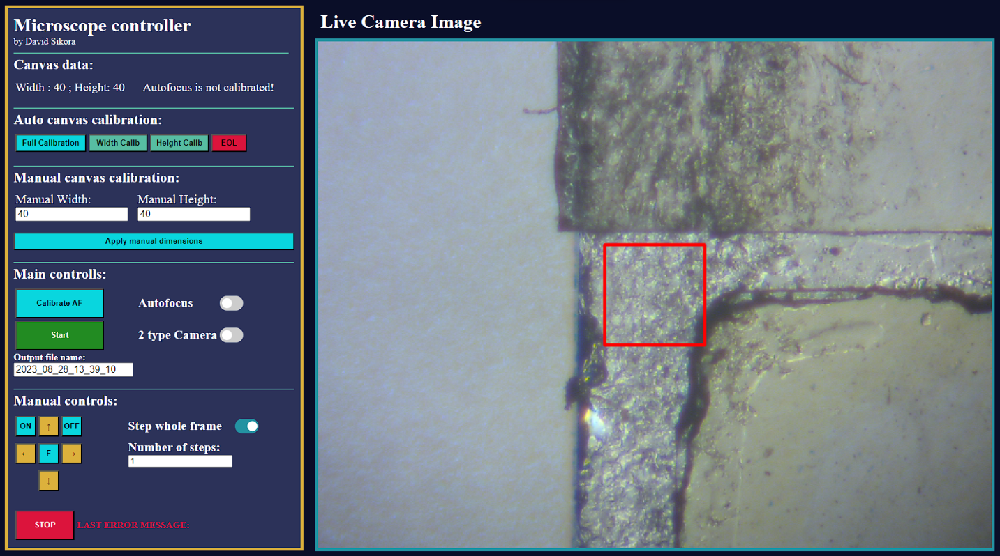 Microscope controller
by David Sikora
Canvas data:
Width : 40 ; Height: 40 Autofocus is not calibrated!
Auto canvas calibration:
Full Calibration Width Calib Height Calib EOL
Manual canvas calibration:
Manual Width: Manual Height:
40 40
Apply manual dimensions
Main controlls:
Calibrate AF Autofocus
Start 2 type Camera
Output file name:
2023_08_28_13_39_10
Manual controls:
ON ↑ OFF Step whole frame
Number of steps:
← F → 1
↓
STOP LAST ERROR MESSAGE:
Live Camera Image